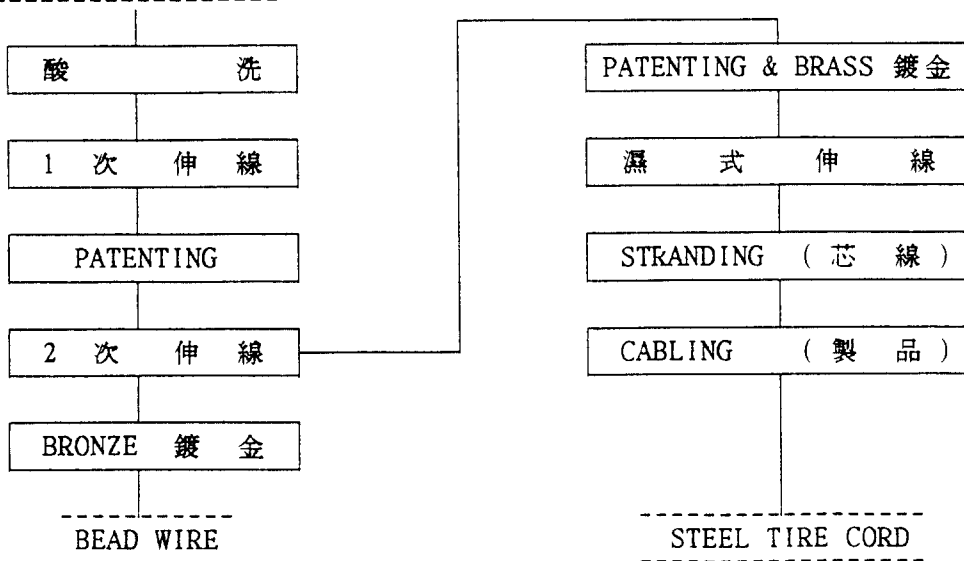 酸 洗
1 次 伸 線
PATENTING
2 次 伸 線
BRONZE 鍍 金
BEAD WIRE
PATENTING & BRASS 鍍金
濕 式 伸 線
STRANDING ( 芯 線 )
CABLING ( 製 品 )
STEEL TIRE CORD